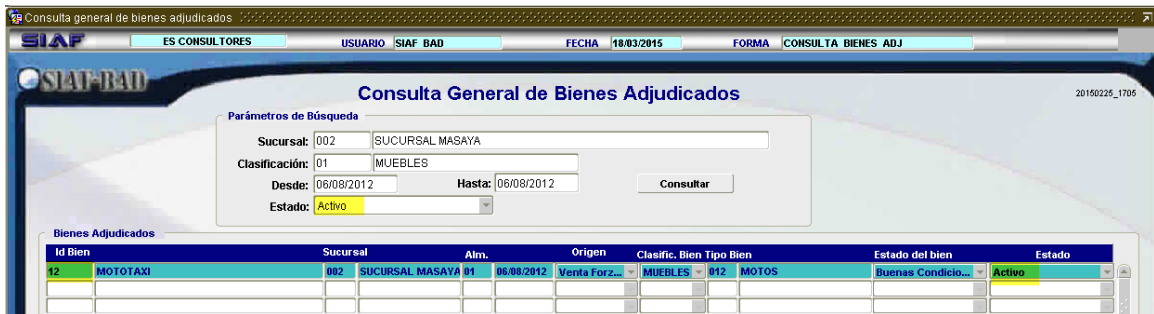 Consulta general de bienes adjudicados
SIAF ES CONSULTORES USUARIO SIAF BAD FECHA 18/03/2015 FORMA CONSULTA BIENES ADJ
SIAF-BAD
Consulta General de Bienes Adjudicados 20150225_1705
Parámetros de Búsqueda
Sucursal: 002 SUCURSAL MASAYA
Clasificación: 01 MUEBLES
Desde: 06/08/2012 Hasta: 06/08/2012 Consultar
Estado: Activo
Bienes Adjudicados
Id Bien Sucursal Alm. Origen Clasific. Bien Tipo Bien Estado del bien Estado
12 MOTOTAXI 002 SUCURSAL MASAYA 01 06/08/2012 Venta Forz... MUEBLES 012 MOTOS Buenas Condicio... Activo